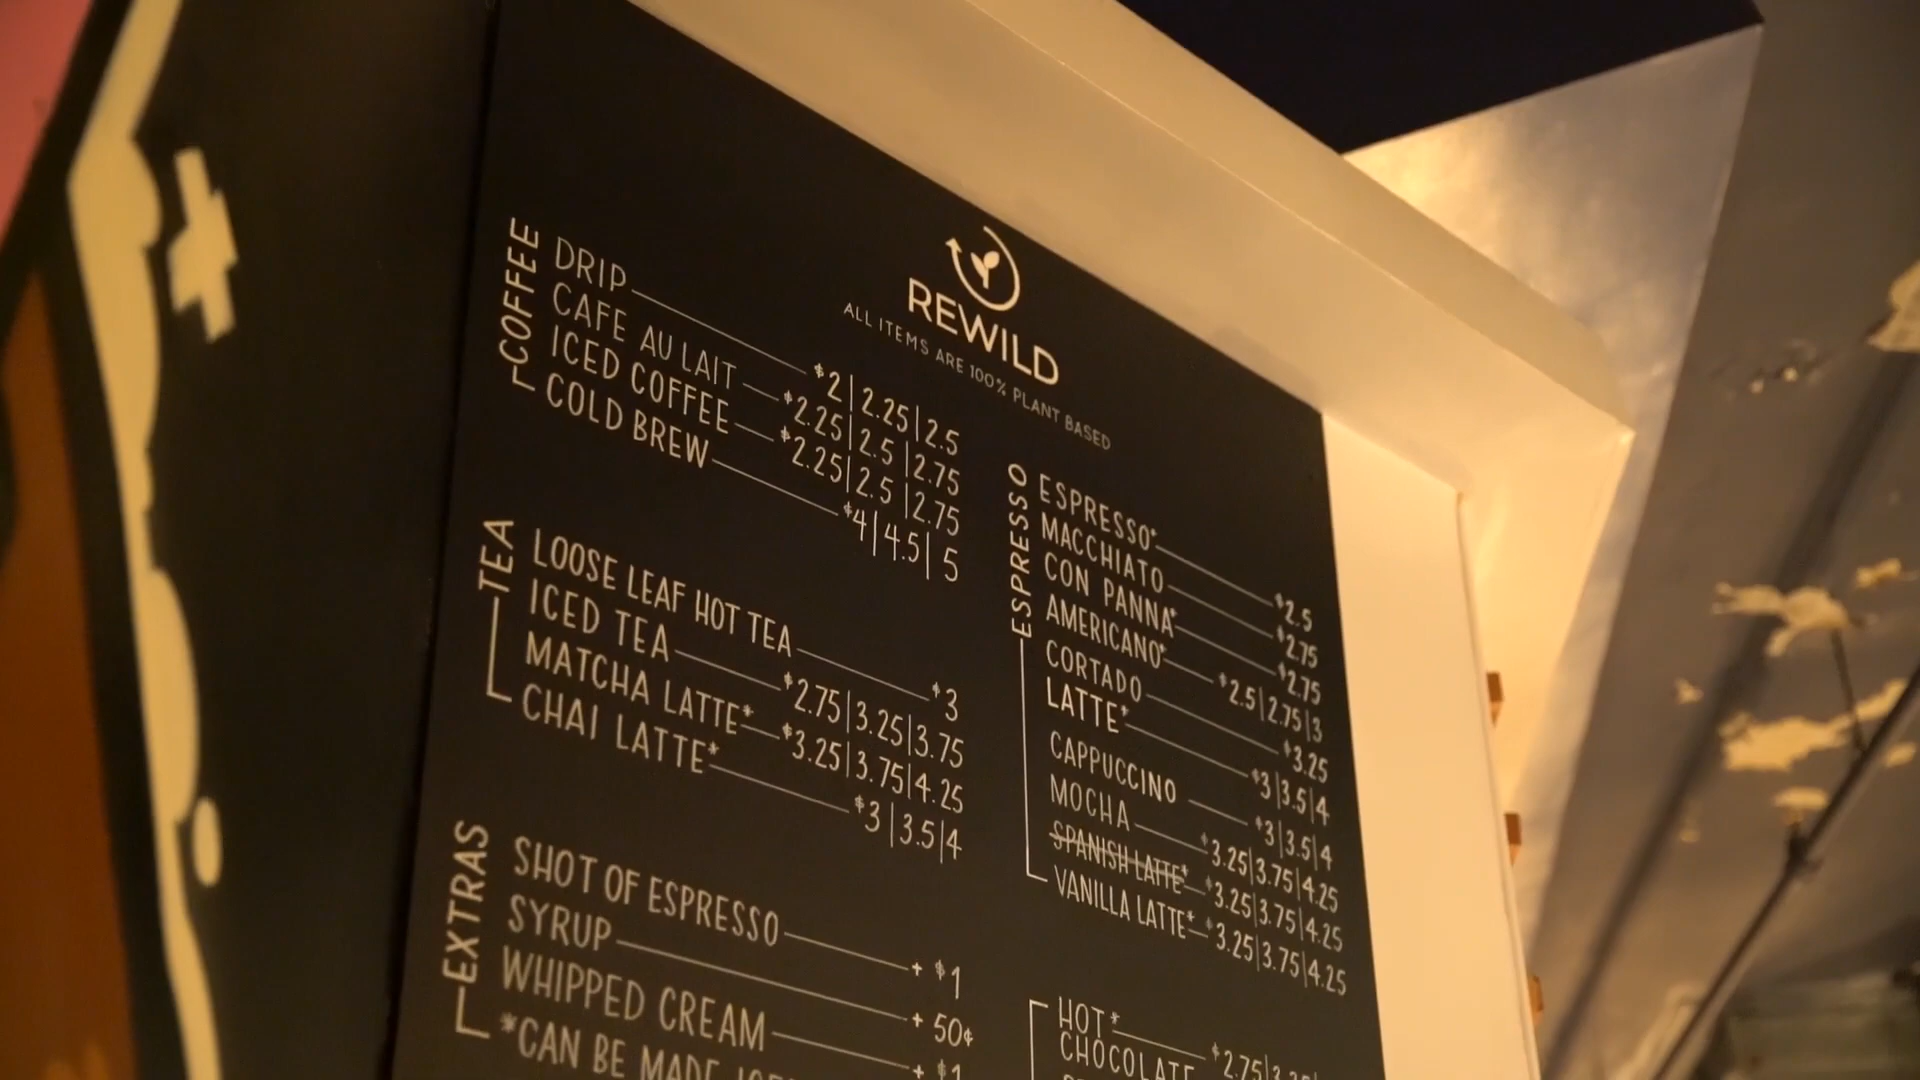 REWILD
ALL ITEMS ARE 100% PLANT BASED
COFFEE
DRIP $2|2.25|2.5
CAFE AU LAIT $2.25|2.5|2.75
ICED COFFEE $2.25|2.5|2.75
COLD BREW $4|4.5|5
TEA
LOOSE LEAF HOT TEA $3
ICED TEA $2.75|3.25|3.75
MATCHA LATTE* $3.25|3.75|4.25
CHAI LATTE* $3|3.5|4
EXTRAS
SHOT OF ESPRESSO + $1
SYRUP + 50¢
WHIPPED CREAM + $1
*CAN BE MADE
ESPRESSO
ESPRESSO* $2.5
MACCHIATO $2.75
CON PANNA* $2.75
AMERICANO* $2.5|2.75|3
CORTADO $3.25
LATTE* $3|3.5|4
CAPPUCCINO $3|3.5|4
MOCHA $3.25|3.75|4.25
SPANISH LATTE* $3.25|3.75|4.25
VANILLA LATTE* $3.25|3.75|4.25
HOT*
CHOCOLATE $2.75